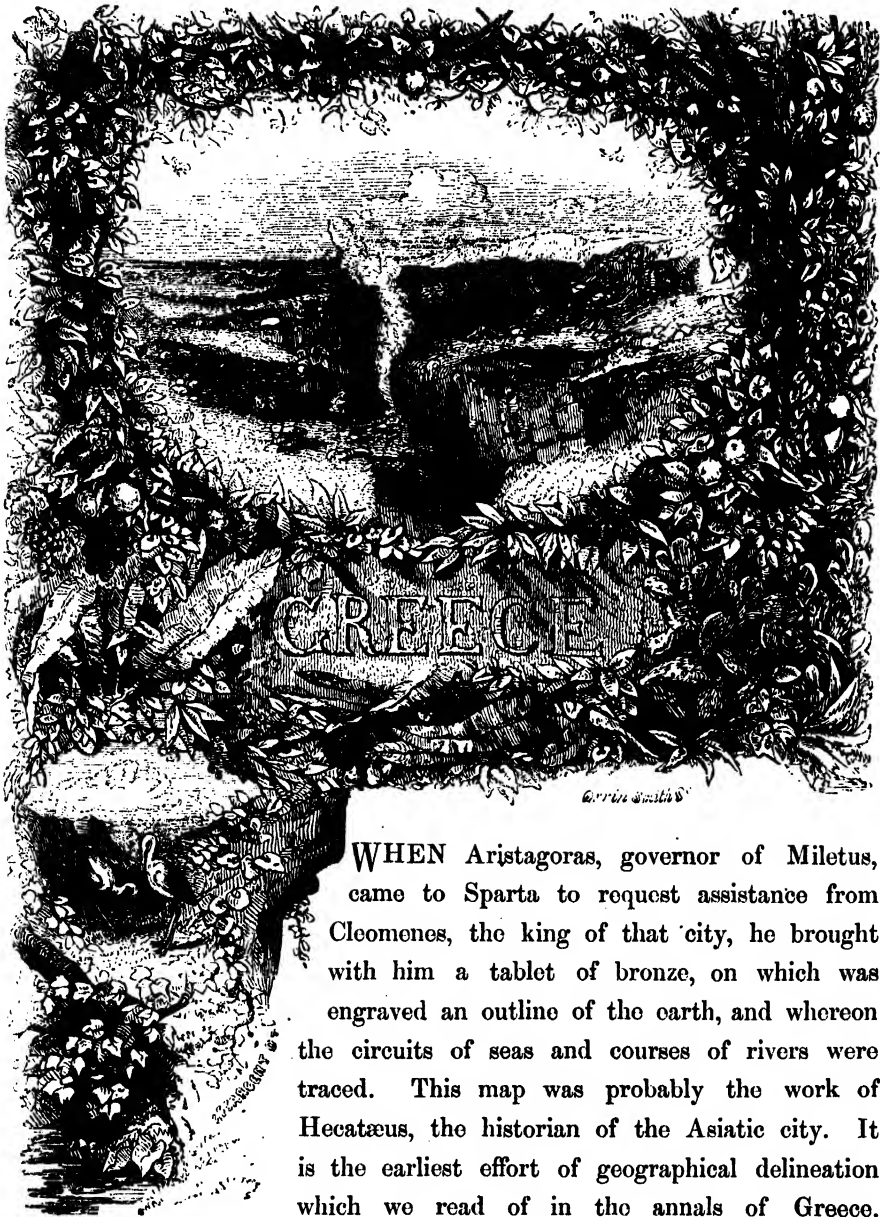 GREECE
Orrin Smith Sc
WHEN Aristagoras, governor of Miletus,
came to Sparta to request assistance from
Cleomenes, the king of that city, he brought
with him a tablet of bronze, on which was
engraved an outline of the earth, and whereon
the circuits of seas and courses of rivers were
traced. This map was probably the work of
Hecatæus, the historian of the Asiatic city. It
is the earliest effort of geographical delineation
which we read of in the annals of Greece.